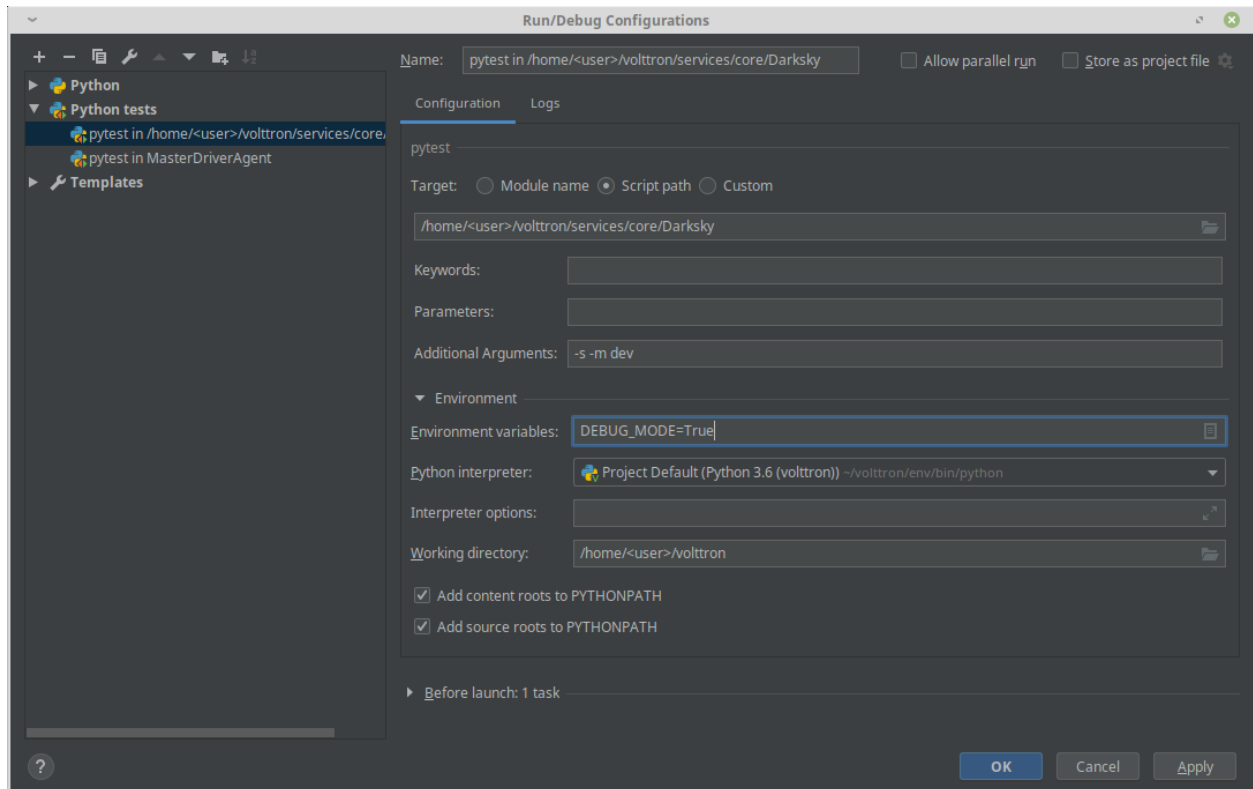 Run/Debug Configurations
Name: pytest in /home/<user>/volttron/services/core/Darksky Allow parallel run Store as project file
Python
Python tests
pytest in /home/<user>/volttron/services/core/
pytest in MasterDriverAgent
Templates
Configuration Logs
pytest
Target: Module name Script path Custom
/home/<user>/volttron/services/core/Darksky
Keywords:
Parameters:
Additional Arguments: -s -m dev
Environment
Environment variables: DEBUG_MODE=True
Python interpreter: Project Default (Python 3.6 (volttron)) ~/volttron/env/bin/python
Interpreter options:
Working directory: /home/<user>/volttron
Add content roots to PYTHONPATH
Add source roots to PYTHONPATH
Before launch: 1 task
? OK Cancel Apply